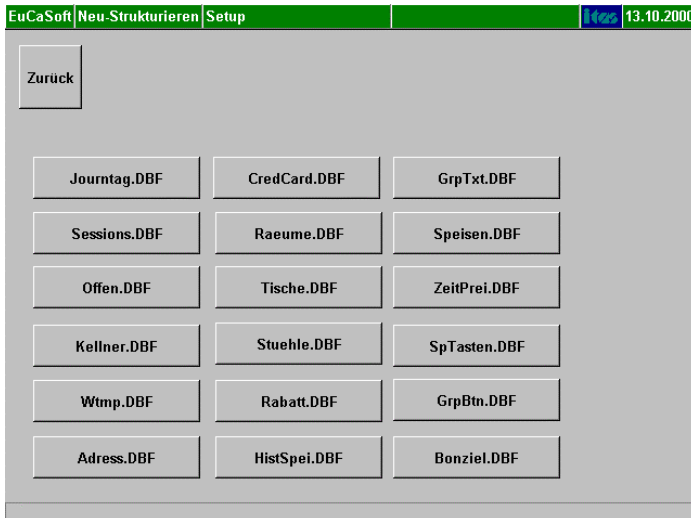 EuCaSoft Neu-Strukturieren Setup itas 13.10.2000
Zurück
Journtag.DBF CredCard.DBF GrpTxt.DBF
Sessions.DBF Raeume.DBF Speisen.DBF
Offen.DBF Tische.DBF ZeitPrei.DBF
Kellner.DBF Stuehle.DBF SpTasten.DBF
Wtmp.DBF Rabatt.DBF GrpBtn.DBF
Adress.DBF HistSpei.DBF Bonziel.DBF